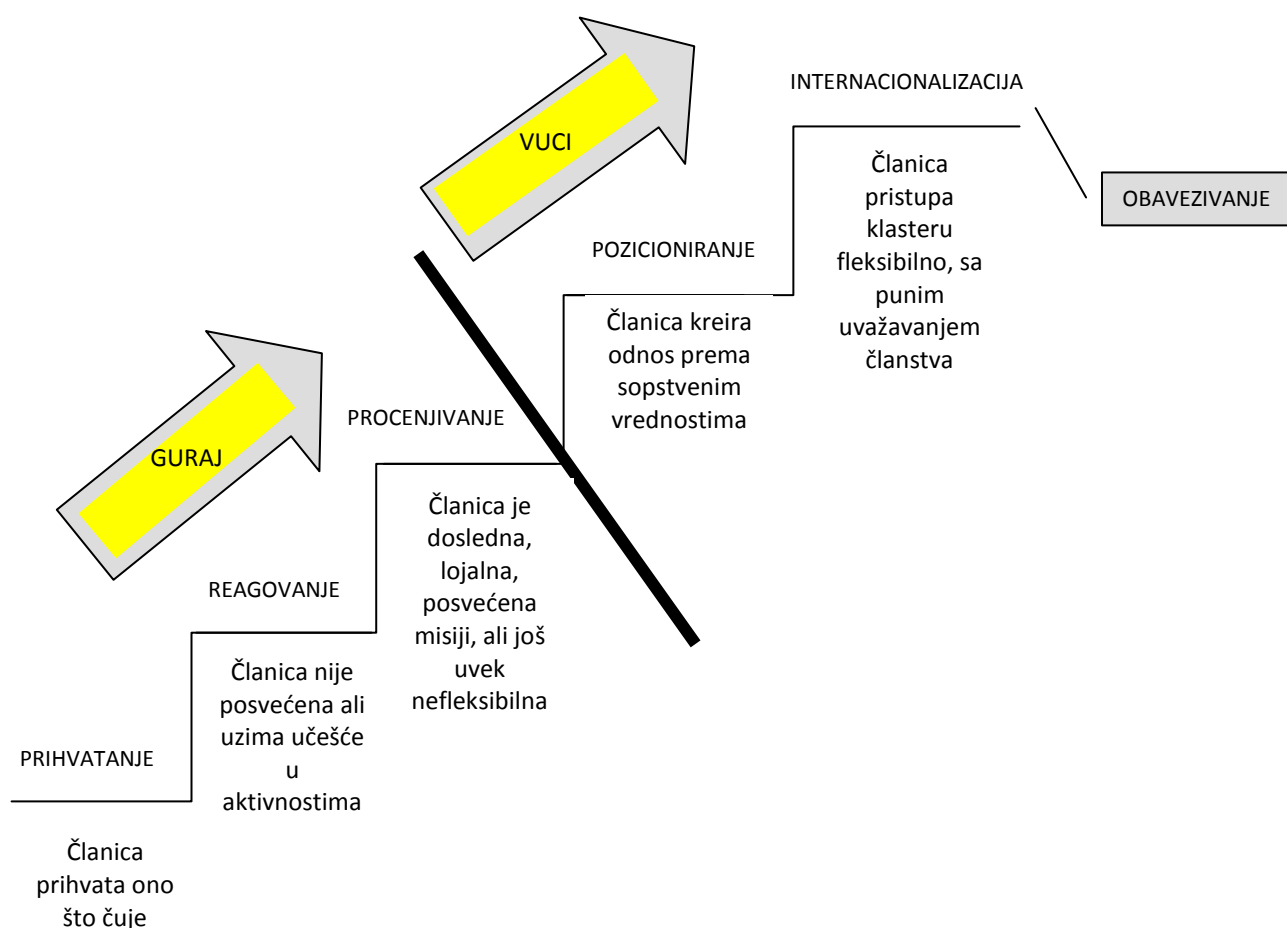 GURAJ
VUCI
PRIHVATANJE
Članica
prihvata ono
što čuje
REAGOVANJE
Članica nije
posvećena ali
uzima učešće
u
aktivnostima
PROCENJIVANJE
Članica je
dosledna,
lojalna,
posvećena
misiji, ali još
uvek
nefleksibilna
POZICIONIRANJE
Članica kreira
odnos prema
sopstvenim
vrednostima
INTERNACIONALIZACIJA
Članica
pristupa
klasteru
fleksibilno, sa
punim
uvažavanjem
članstva
OBAVEZIVANJE